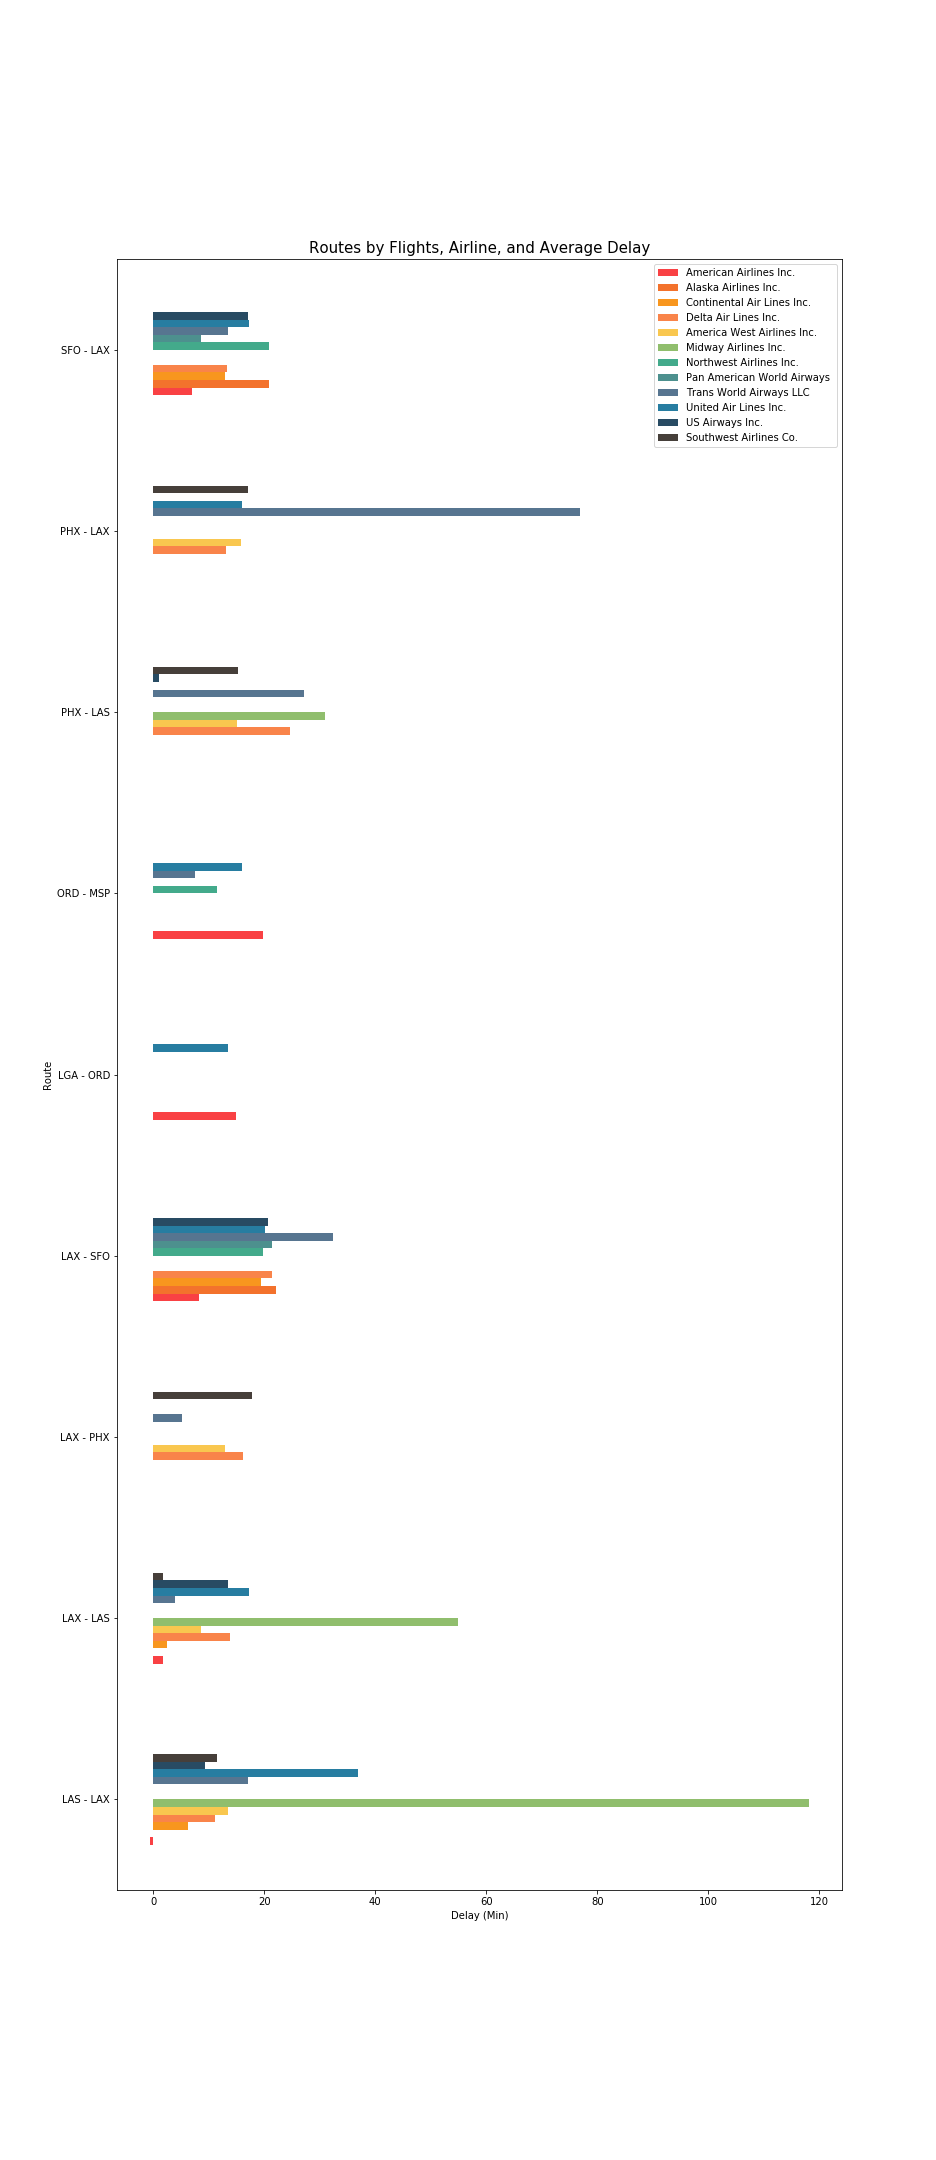 Routes by Flights, Airline, and Average Delay
American Airlines Inc.
Alaska Airlines Inc.
Continental Air Lines Inc.
Delta Air Lines Inc.
America West Airlines Inc.
Midway Airlines Inc.
Northwest Airlines Inc.
Pan American World Airways
Trans World Airways LLC
United Air Lines Inc.
US Airways Inc.
Southwest Airlines Co.
SFO - LAX
PHX - LAX
PHX - LAS
ORD - MSP
LGA - ORD
LAX - SFO
LAX - PHX
LAX - LAS
LAS - LAX
Route
0 20 40 60 80 100 120
Delay (Min)